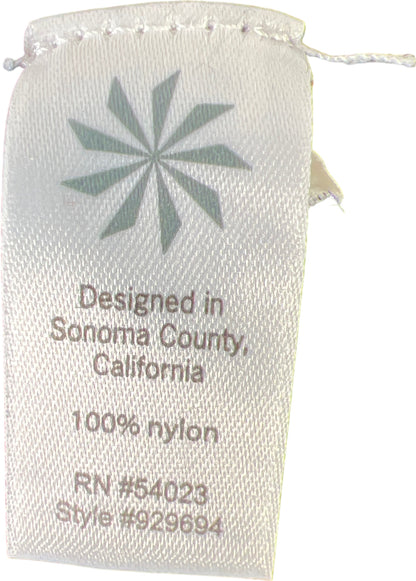 Designed in
Sonoma County,
California
100% nylon
RN #54023
Style #929694